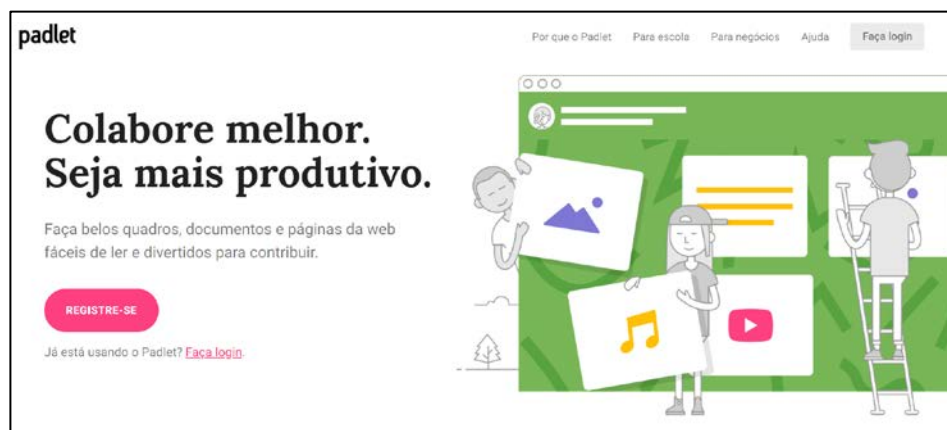 padlet
Por que o Padlet Para escola Para negócios Ajuda Faça login
Colabore melhor.
Seja mais produtivo.
Faça belos quadros, documentos e páginas da web
fáceis de ler e divertidos para contribuir.
REGISTRE-SE
Já está usando o Padlet? Faça login.